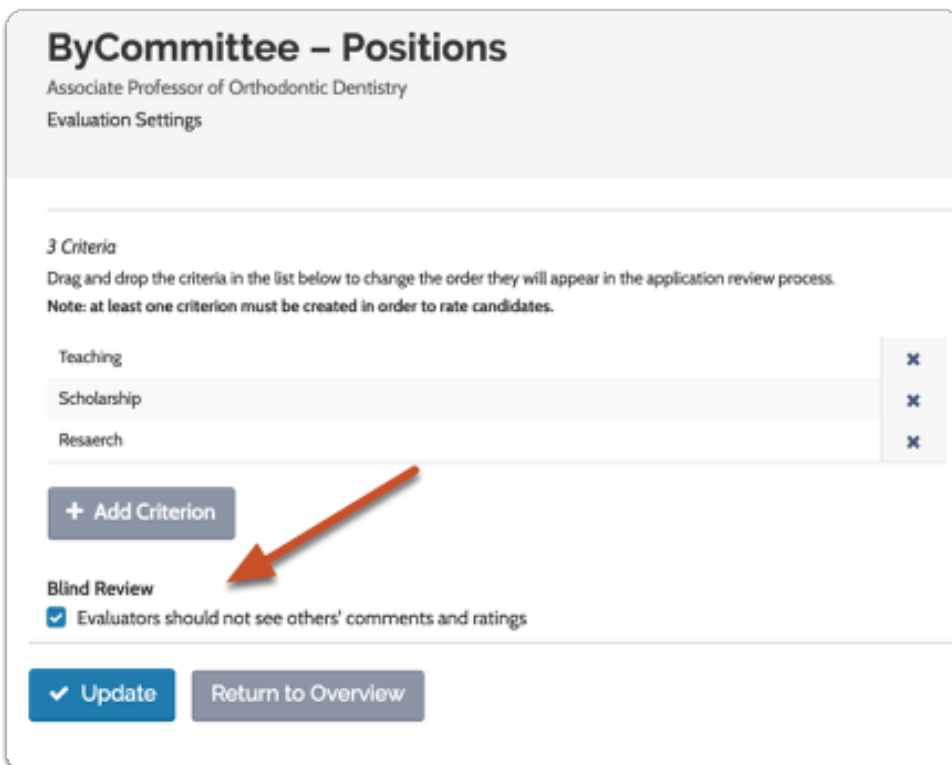 ByCommittee – Positions
Associate Professor of Orthodontic Dentistry
Evaluation Settings
3 Criteria
Drag and drop the criteria in the list below to change the order they will appear in the application review process.
Note: at least one criterion must be created in order to rate candidates.
Teaching
Scholarship
Resaerch
+ Add Criterion
Blind Review
Evaluators should not see others' comments and ratings
Update Return to Overview